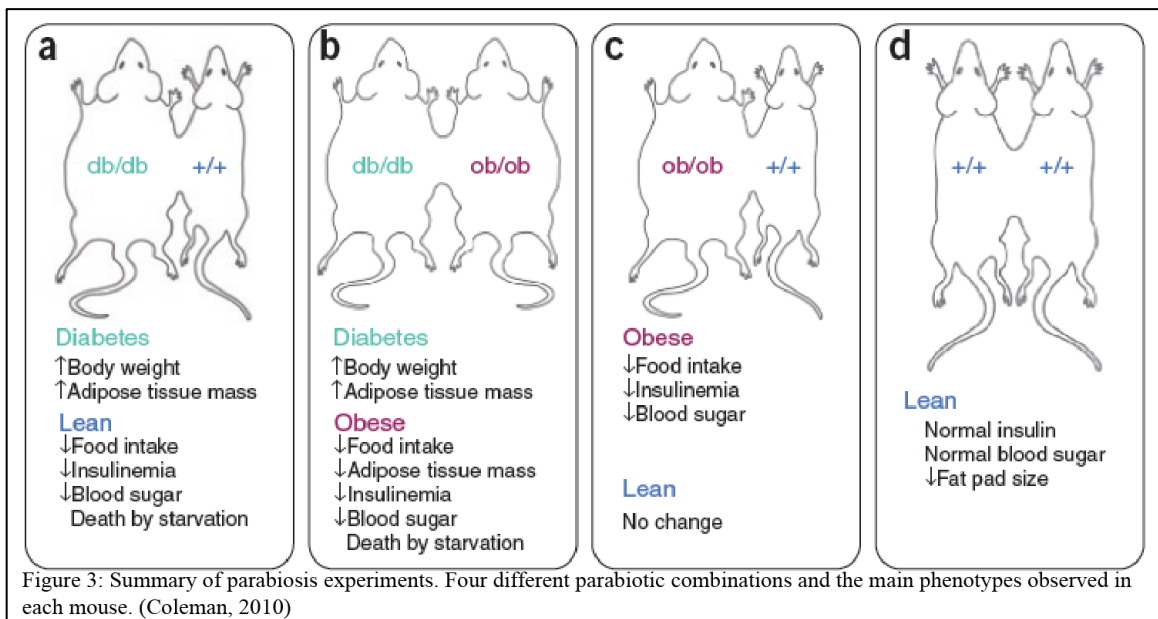 a
db/db +/+
Diabetes
↑Body weight
↑Adipose tissue mass
Lean
↓Food intake
↓Insulinemia
↓Blood sugar
Death by starvation
b
db/db ob/ob
Diabetes
↑Body weight
↑Adipose tissue mass
Obese
↓Food intake
↓Adipose tissue mass
↓Insulinemia
↓Blood sugar
Death by starvation
c
ob/ob +/+
Obese
↓Food intake
↓Insulinemia
↓Blood sugar
Lean
No change
d
+/+ +/+
Lean
Normal insulin
Normal blood sugar
↓Fat pad size
Figure 3: Summary of parabiosis experiments. Four different parabiotic combinations and the main phenotypes observed in
each mouse. (Coleman, 2010)